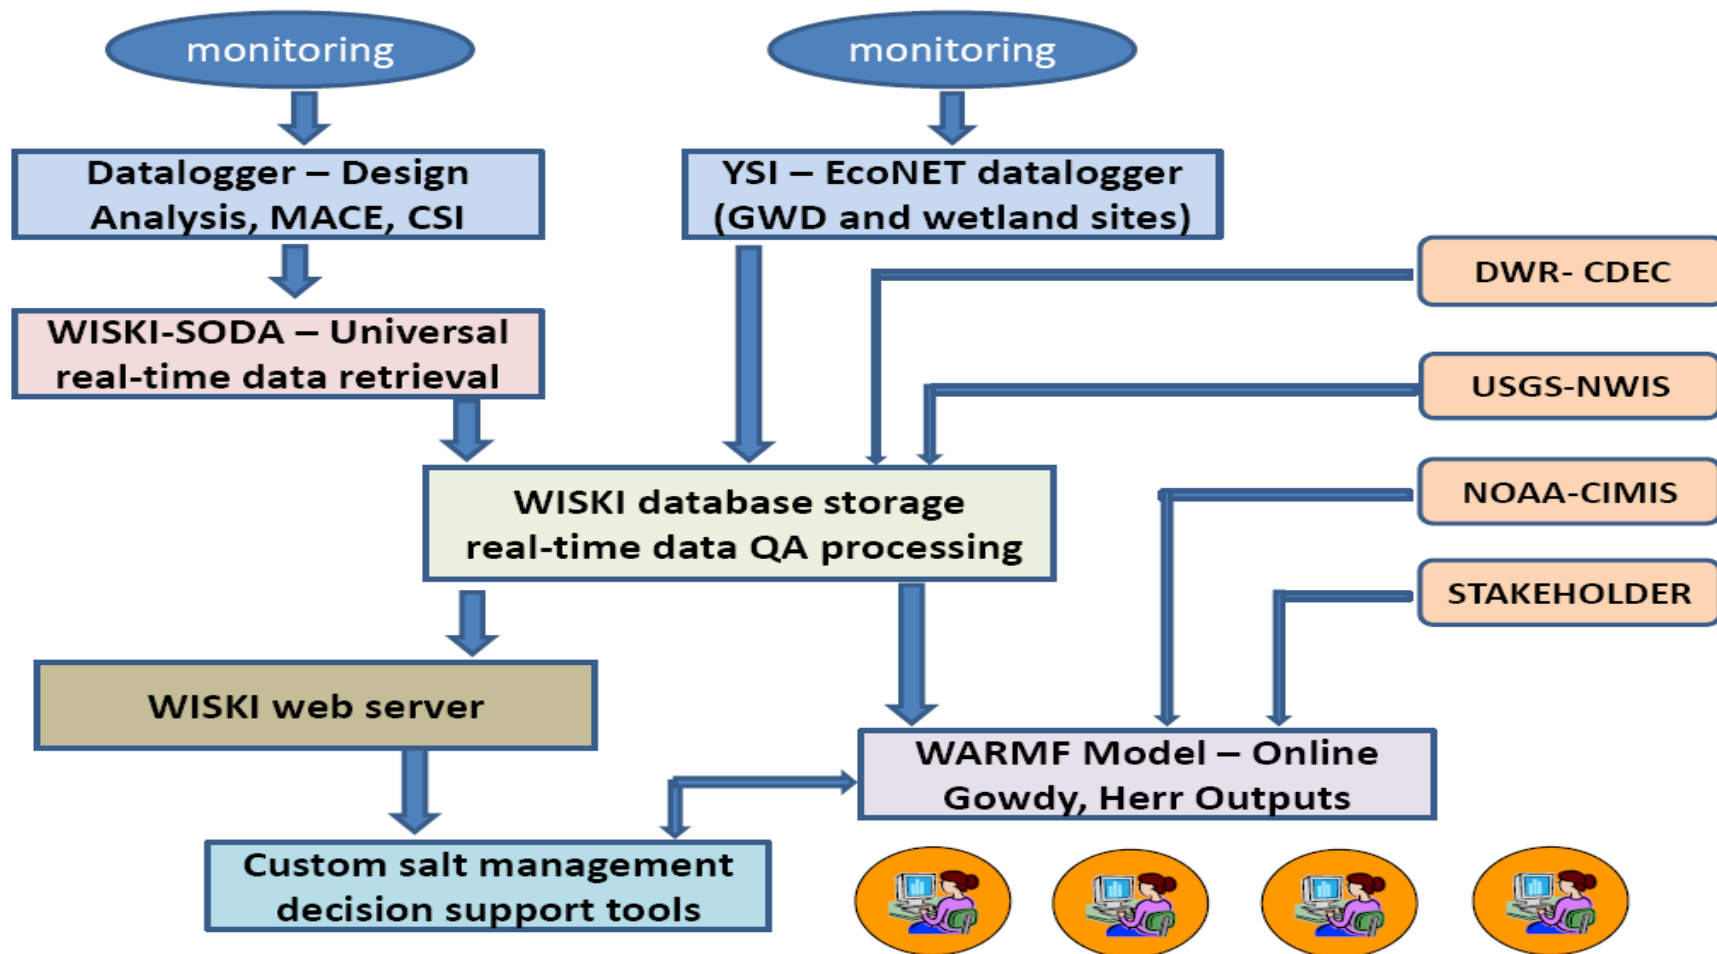 monitoring
monitoring
Datalogger – Design
Analysis, MACE, CSI
YSI – EcoNET datalogger
(GWD and wetland sites)
DWR- CDEC
WISKI-SODA – Universal
real-time data retrieval
USGS-NWIS
WISKI database storage
real-time data QA processing
NOAA-CIMIS
STAKEHOLDER
WISKI web server
WARMF Model – Online
Gowdy, Herr Outputs
Custom salt management
decision support tools